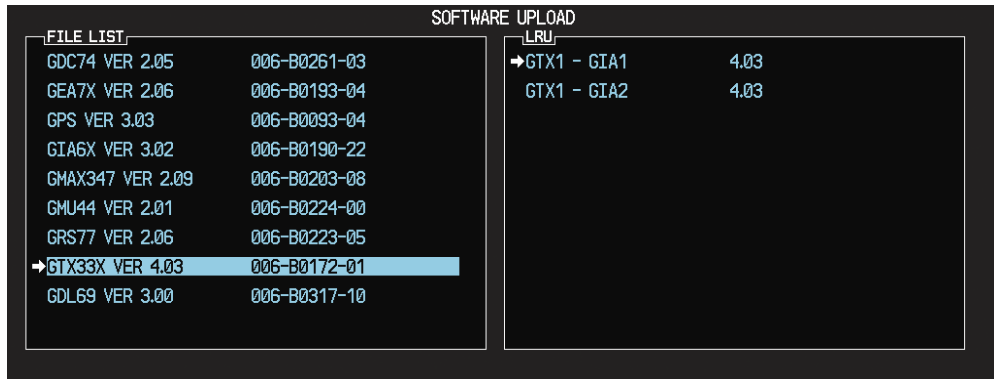 SOFTWARE UPLOAD
FILE LIST
GDC74 VER 2.05 006-B0261-03
GEA7X VER 2.06 006-B0193-04
GPS VER 3.03 006-B0093-04
GIA6X VER 3.02 006-B0190-22
GMAX347 VER 2.09 006-B0203-08
GMU44 VER 2.01 006-B0224-00
GRS77 VER 2.06 006-B0223-05
GTX33X VER 4.03 006-B0172-01
GDL69 VER 3.00 006-B0317-10
LRU
GTX1 - GIA1 4.03
GTX1 - GIA2 4.03